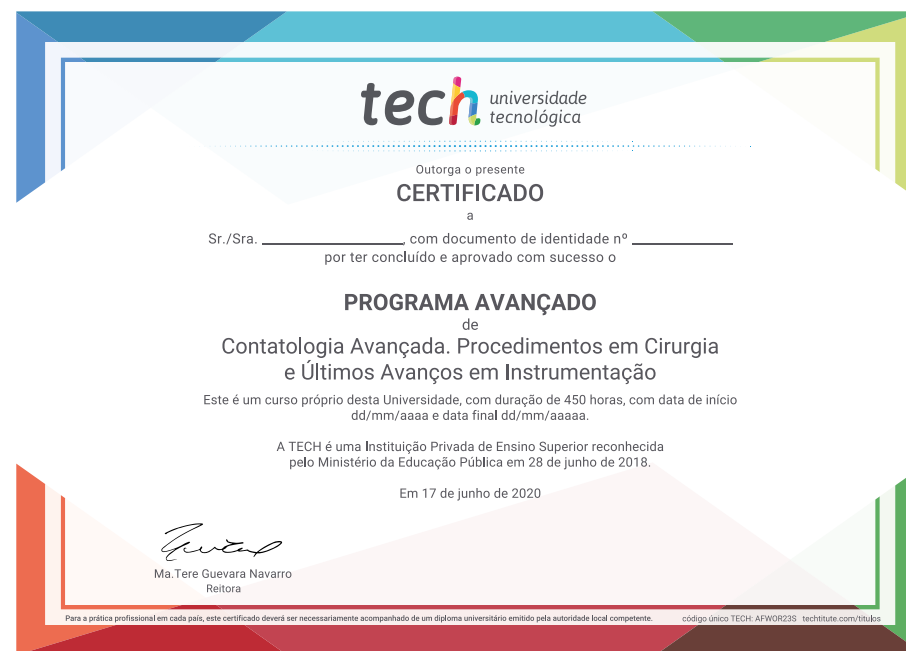 tech universidade
tecnológica
Outorga o presente
CERTIFICADO
a
Sr./Sra. , com documento de identidade nº
por ter concluído e aprovado com sucesso o
PROGRAMA AVANÇADO
de
Contatologia Avançada. Procedimentos em Cirurgia
e Últimos Avanços em Instrumentação
Este é um curso próprio desta Universidade, com duração de 450 horas, com data de início
dd/mm/aaaa e data final dd/mm/aaaaa.
A TECH é uma Instituição Privada de Ensino Superior reconhecida
pelo Ministério da Educação Pública em 28 de junho de 2018.
Em 17 de junho de 2020
Ma.Tere Guevara Navarro
Reitora
Para a prática profissional em cada país, este certificado deverá ser necessariamente acompanhado de um diploma universitário emitido pela autoridade local competente. código único TECH: AFWOR23S techtitute.com/titulos